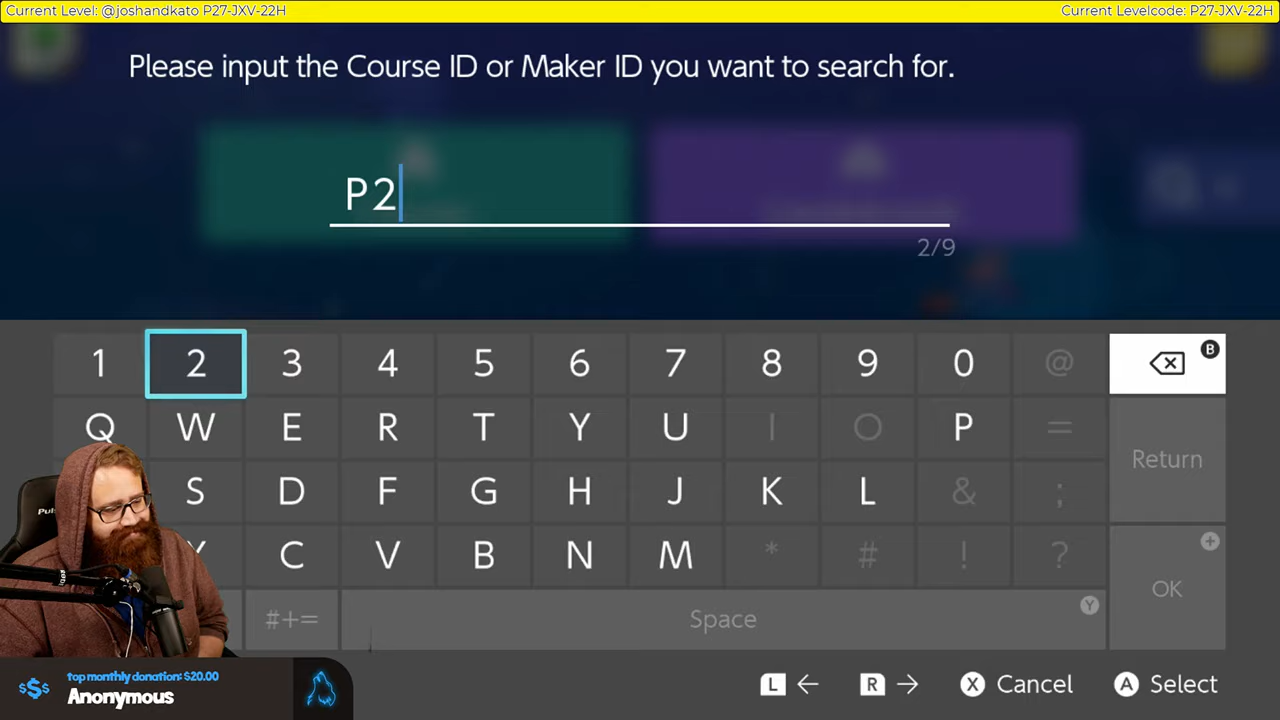 Current Level: @joshandkato P27-JXV-22H
Current Levelcode: P27-JXV-22H
Please input the Course ID or Maker ID you want to search for.
P2
2/9
1 2 3 4 5 6 7 8 9 0 @ B
Q W E R T Y U I O P =
Return
S D F G H J K L & ;
C V B N M * # ! ? +
OK
#+= Space Y
top monthly donation: $20.00
Anonymous
L ← R → X Cancel A Select